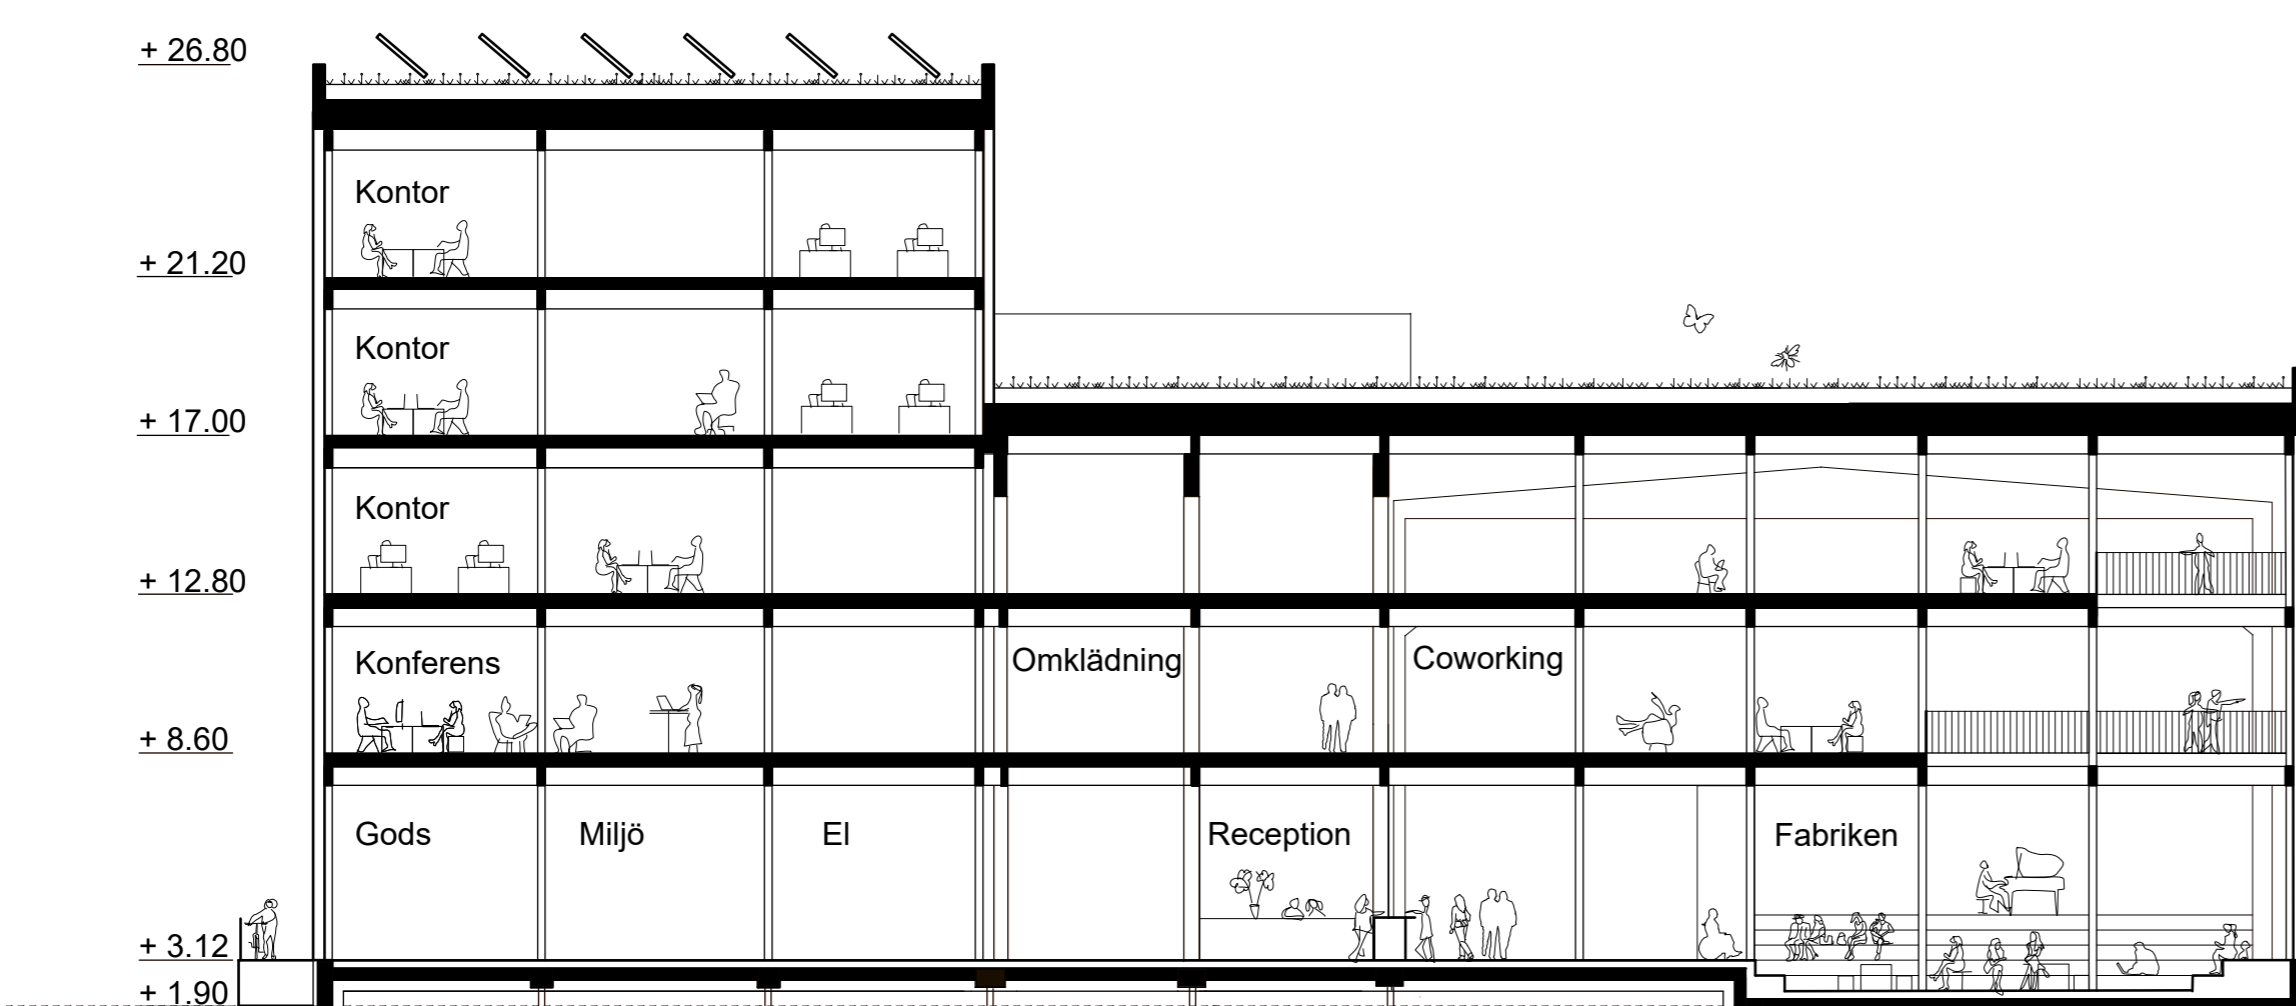 + 26.80
Kontor
+ 21.20
Kontor
+ 17.00
Kontor
+ 12.80
Konferens
Omklädning
Coworking
+ 8.60
Gods
Miljö
El
Reception
Fabriken
+ 3.12
+ 1.90